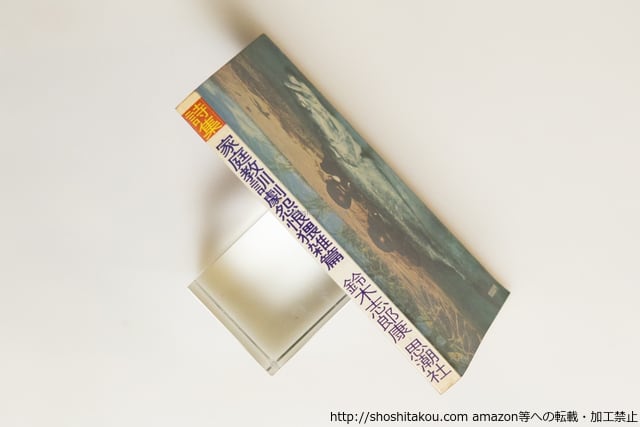 詩集
家庭教訓劇怨恨猥雑篇
鈴木志郎康
思潮社
http://shoshitakou.com amazon等への転載・加工禁止